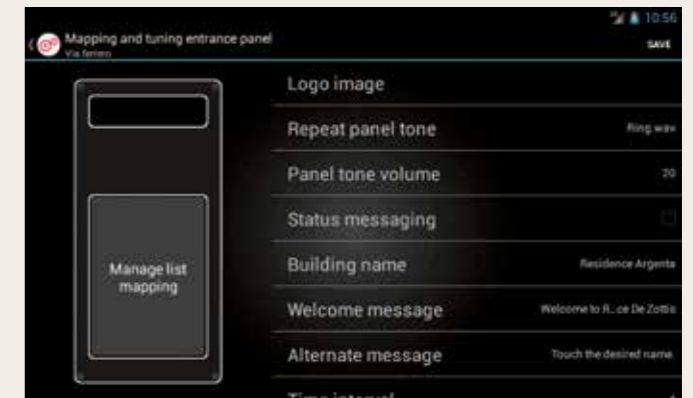 10:56
Mapping and tuning entrance panel
Via ferrero
SAVE
Manage list
mapping
Logo image
Repeat panel tone
Ring wav
Panel tone volume
20
Status messaging
Building name
Residence Argenta
Welcome message
Welcome to R...ce De Zottis
Alternate message
Touch the desired name.
Time interval